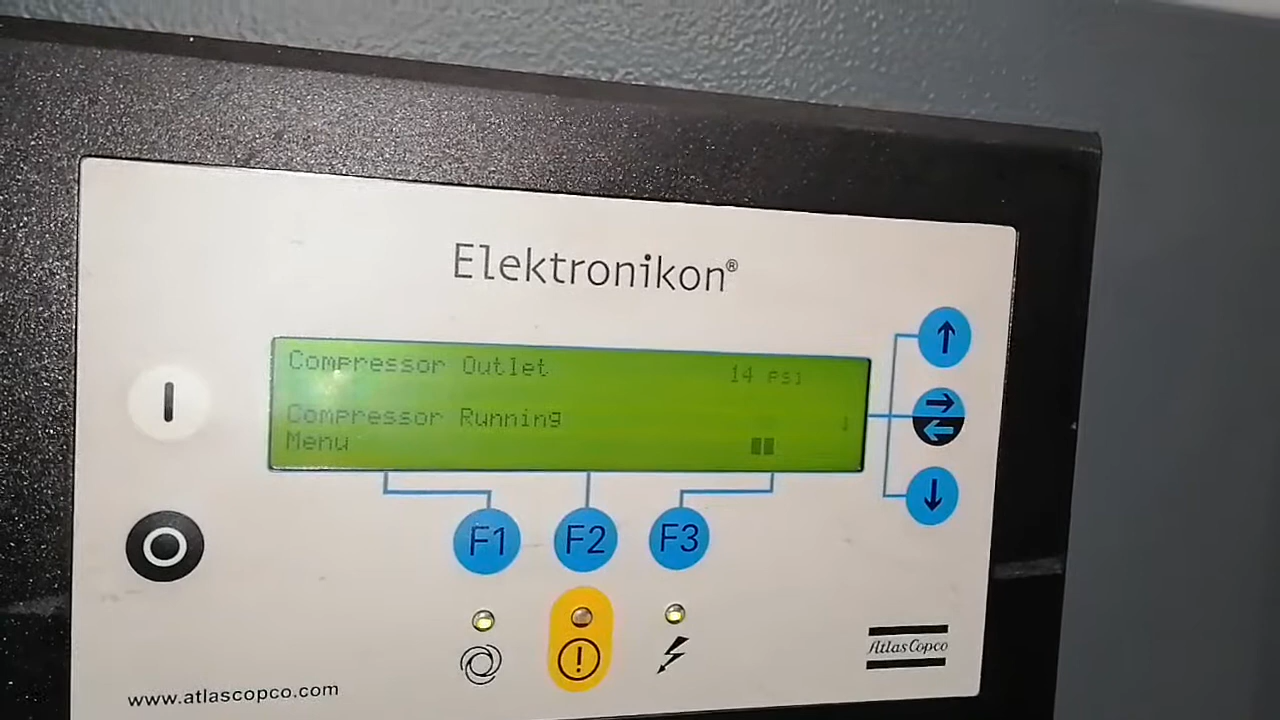 Elektronikon®
Compressor Outlet 14 psi
Compressor Running
Menu
F1 F2 F3
Atlas Copco
www.atlascopco.com